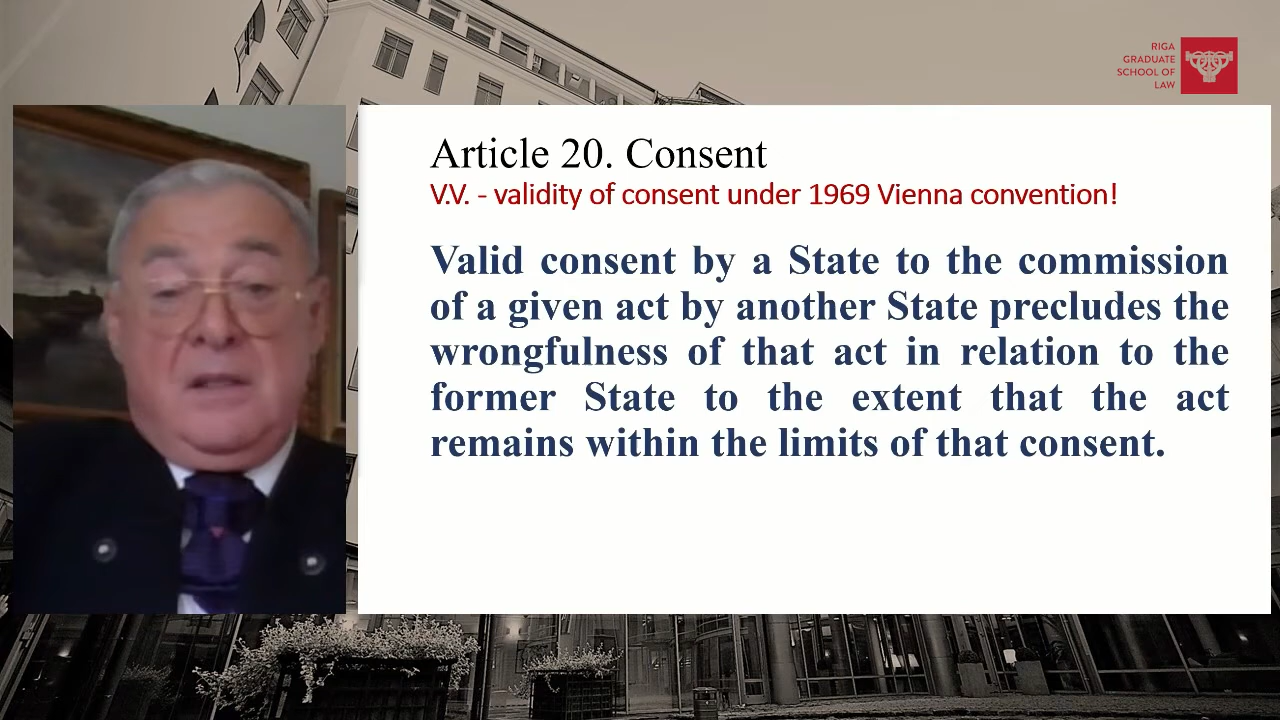 RIGA
GRADUATE
SCHOOL OF
LAW
Article 20. Consent
V.V. - validity of consent under 1969 Vienna convention!
Valid consent by a State to the commission
of a given act by another State precludes the
wrongfulness of that act in relation to the
former State to the extent that the act
remains within the limits of that consent.